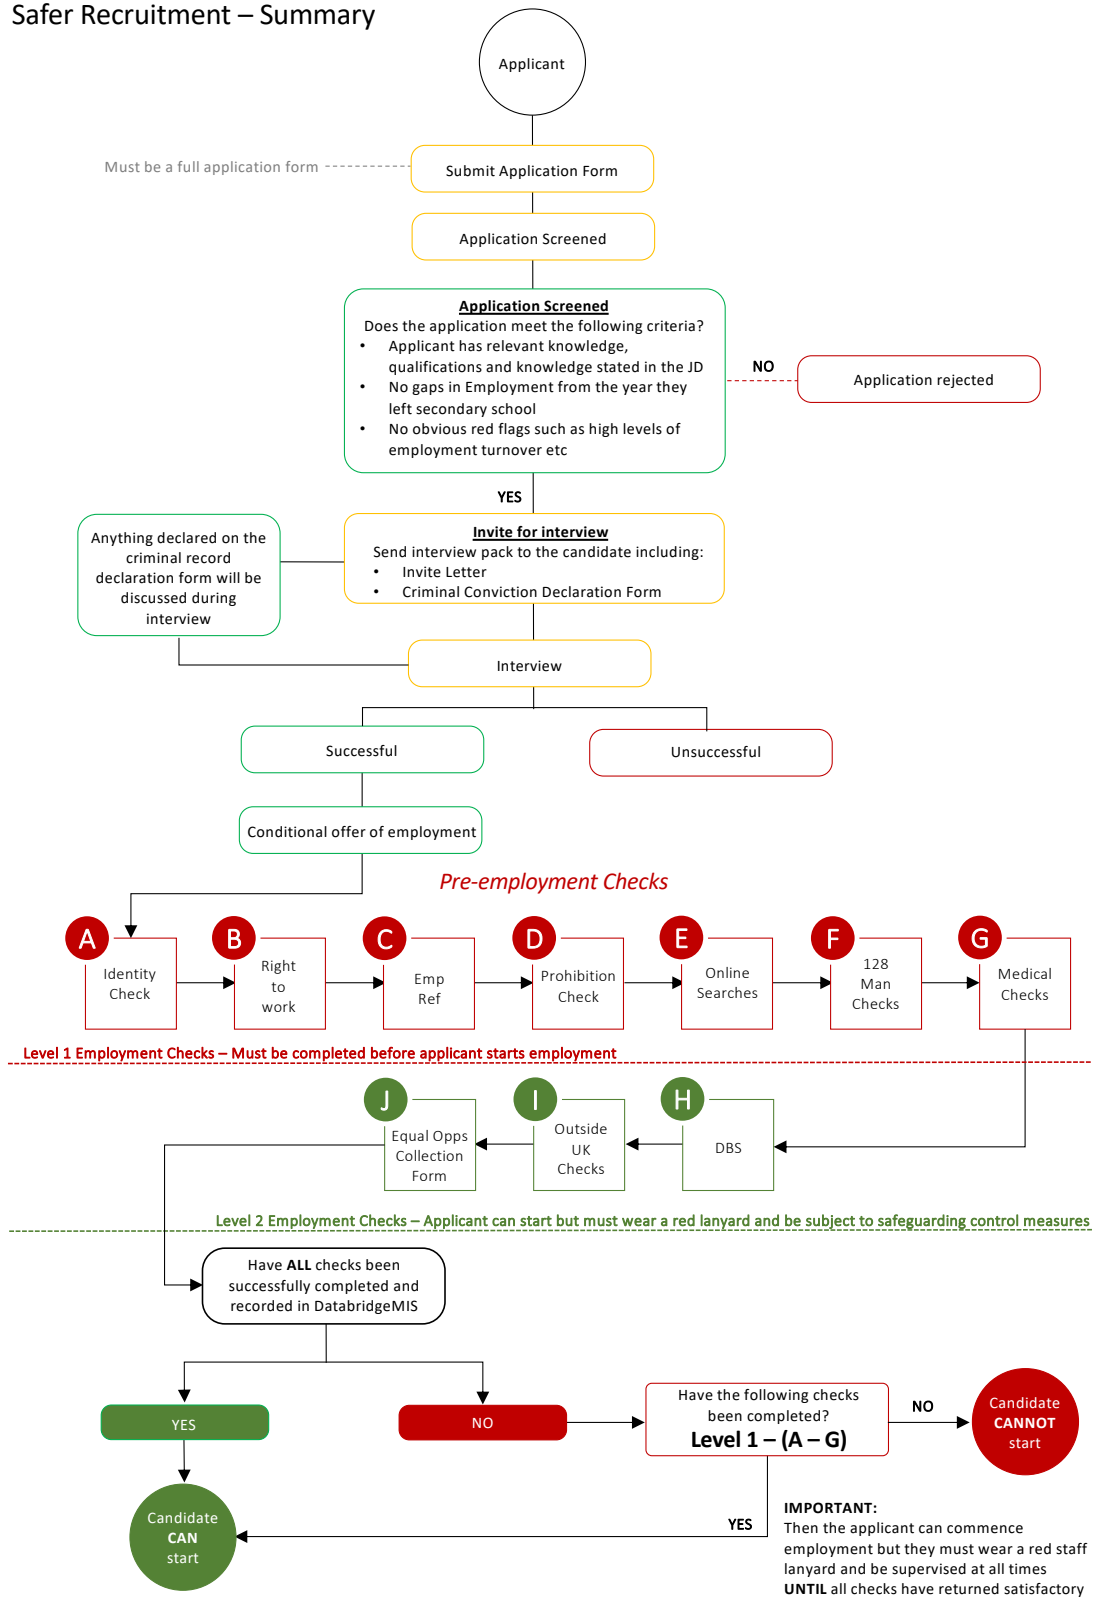 Safer Recruitment – Summary
Applicant
Must be a full application form
Submit Application Form
Application Screened
Application Screened
Does the application meet the following criteria?
• Applicant has relevant knowledge,
qualifications and knowledge stated in the JD
• No gaps in Employment from the year they
left secondary school
• No obvious red flags such as high levels of
employment turnover etc
NO
Application rejected
YES
Anything declared on the
criminal record
declaration form will be
discussed during
interview
Invite for interview
Send interview pack to the candidate including:
• Invite Letter
• Criminal Conviction Declaration Form
Interview
Successful
Unsuccessful
Conditional offer of employment
Pre-employment Checks
A
Identity
Check
B
Right
to
work
C
Emp
Ref
D
Prohibition
Check
E
Online
Searches
F
128
Man
Checks
G
Medical
Checks
Level 1 Employment Checks – Must be completed before applicant starts employment
J
Equal Opps
Collection
Form
I
Outside
UK
Checks
H
DBS
Level 2 Employment Checks – Applicant can start but must wear a red lanyard and be subject to safeguarding control measures
Have ALL checks been
successfully completed and
recorded in DatabridgeMIS
YES
NO
Have the following checks
been completed?
Level 1 – (A – G)
NO
Candidate
CANNOT
start
YES
Candidate
CAN
start
IMPORTANT:
Then the applicant can commence
employment but they must wear a red staff
lanyard and be supervised at all times
UNTIL all checks have returned satisfactory